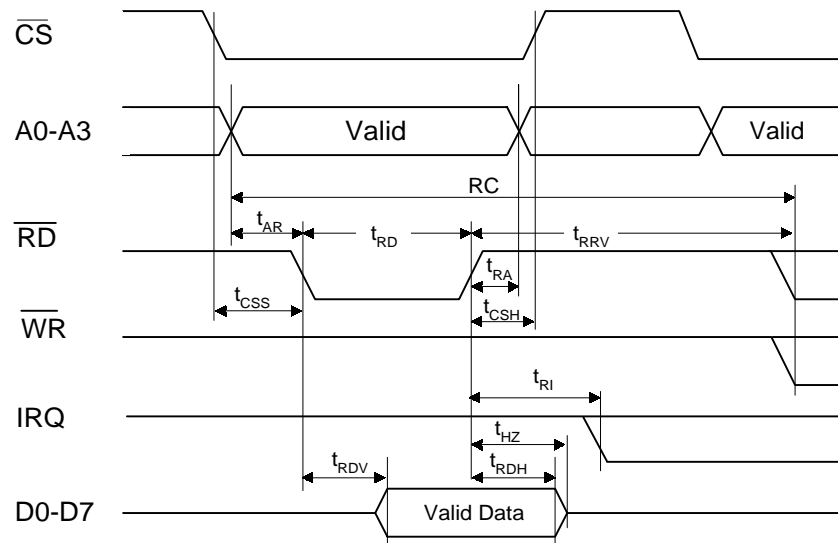 CS
A0-A3 Valid Valid
RC
tAR tRD tRRV
RD
tRA
tCSS tCSH
WR
tRI
IRQ
tHZ
tRDV tRDH
D0-D7 Valid Data